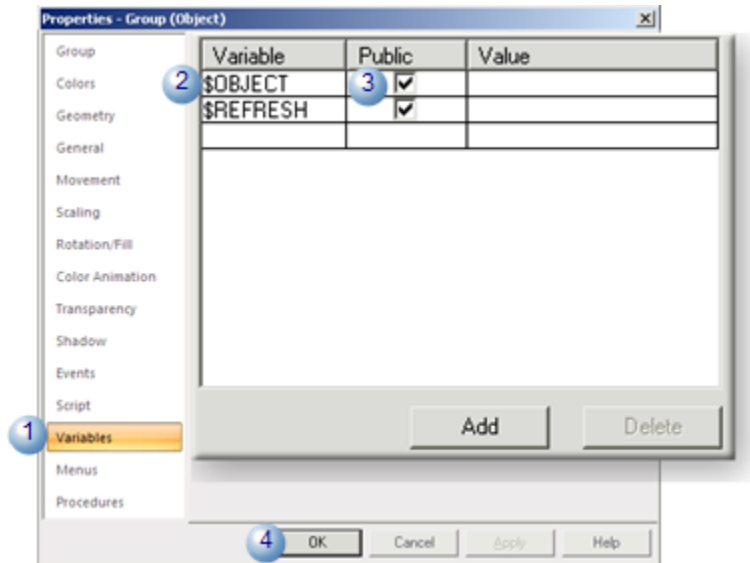 Properties - Group (Object)
Group
Colors
Geometry
General
Movement
Scaling
Rotation/Fill
Color Animation
Transparency
Shadow
Events
Script
1 Variables
Menus
Procedures
Variable Public Value
2 $OBJECT 3
$REFRESH
Add Delete
4 OK Cancel Apply Help